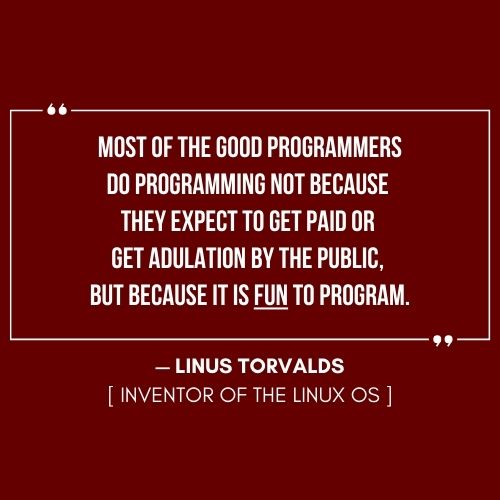 ❝
MOST OF THE GOOD PROGRAMMERS
DO PROGRAMMING NOT BECAUSE
THEY EXPECT TO GET PAID OR
GET ADULATION BY THE PUBLIC,
BUT BECAUSE IT IS FUN TO PROGRAM.
❞
— LINUS TORVALDS
[ INVENTOR OF THE LINUX OS ]